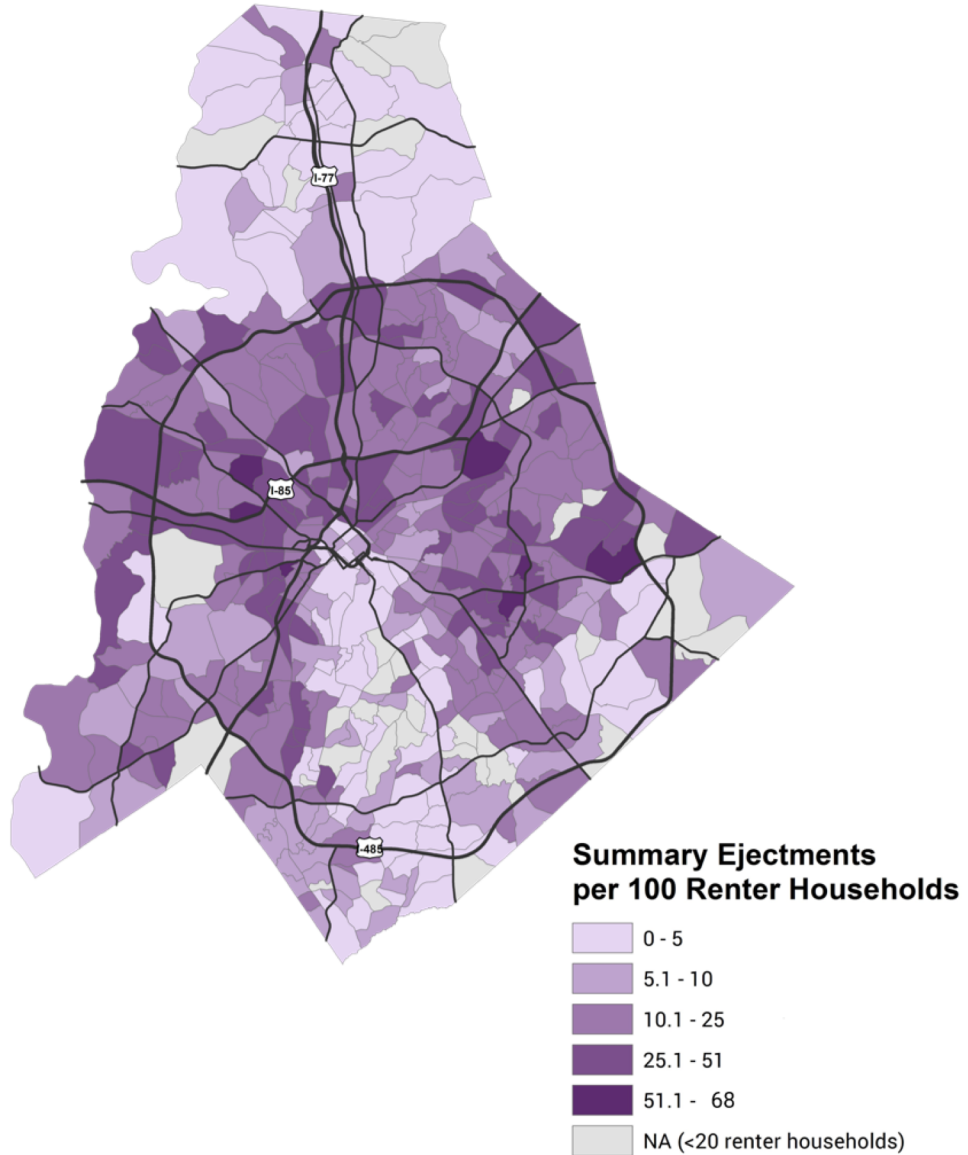 I-77
I-85
I-485
Summary Ejectments
per 100 Renter Households
0 - 5
5.1 - 10
10.1 - 25
25.1 - 51
51.1 - 68
NA (<20 renter households)